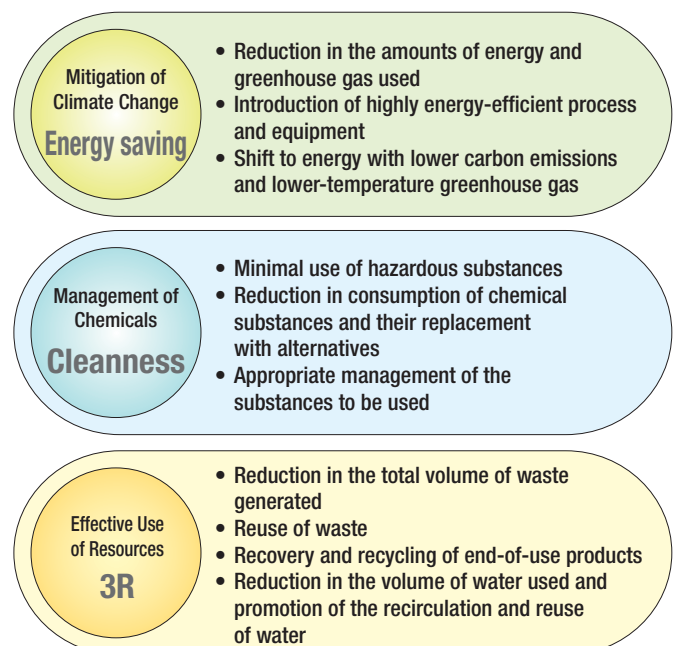 Mitigation of
Climate Change
Energy saving
• Reduction in the amounts of energy and
greenhouse gas used
• Introduction of highly energy-efficient process
and equipment
• Shift to energy with lower carbon emissions
and lower-temperature greenhouse gas
Management of
Chemicals
Cleanness
• Minimal use of hazardous substances
• Reduction in consumption of chemical
substances and their replacement
with alternatives
• Appropriate management of the
substances to be used
Effective Use
of Resources
3R
• Reduction in the total volume of waste
generated
• Reuse of waste
• Recovery and recycling of end-of-use products
• Reduction in the volume of water used and
promotion of the recirculation and reuse
of water